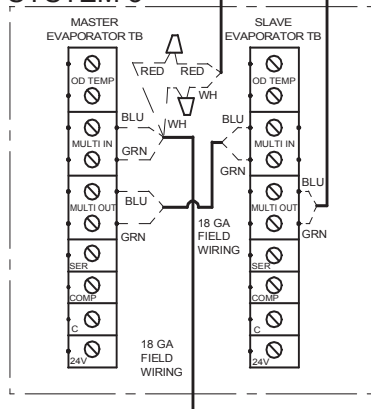 MASTER
EVAPORATOR TB
SLAVE
EVAPORATOR TB
OD TEMP
RED RED
WH
OD TEMP
BLU
WH
BLU
MULTI IN
MULTI IN
GRN
GRN
BLU
BLU
MULTI OUT
MULTI OUT
GRN
GRN
18 GA
FIELD
WIRING
SER
SER
COMP
COMP
C
C
18 GA
FIELD
WIRING
24V
24V